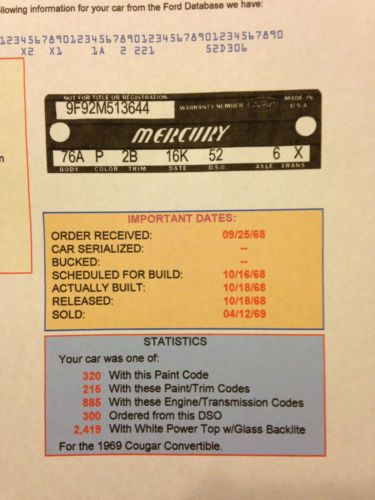 llowing information for your car from the Ford Database we have:
1234567890123456789012345678901234567890
X2 X1 1A 2 221 52D306
NOT FOR TITLE OR REGISTRATION
9F92M513644 WARRANTY NUMBER Ford MADE IN U.S.A
MERCURY
76A P 2B 16K 52 6 X
BODY COLOR TRIM DATE D.S.O. AXLE TRANS.
n
IMPORTANT DATES:
ORDER RECEIVED: 09/25/68
CAR SERIALIZED: --
BUCKED: --
SCHEDULED FOR BUILD: 10/16/68
ACTUALLY BUILT: 10/18/68
RELEASED: 10/18/68
SOLD: 04/12/69
STATISTICS
Your car was one of:
320 With this Paint Code
215 With these Paint/Trim Codes
885 With these Engine/Transmission Codes
300 Ordered from this DSO
2,419 With White Power Top w/Glass Backlite
For the 1969 Cougar Convertible.